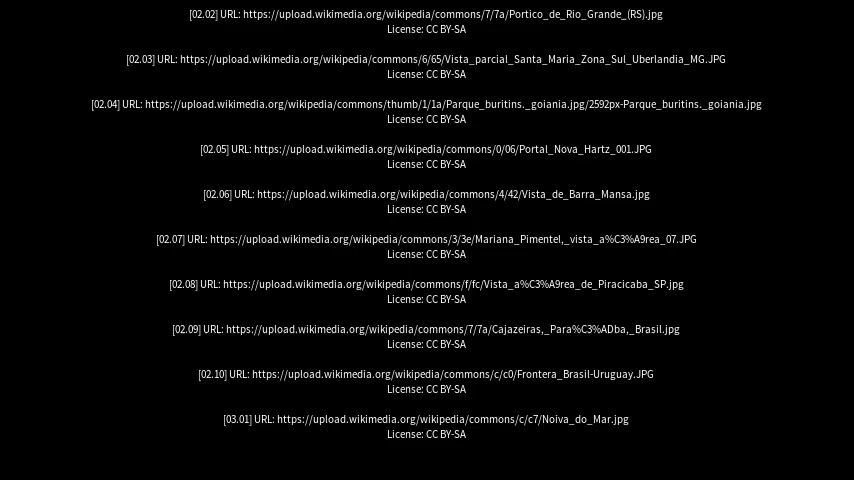 [02.02] URL: https://upload.wikimedia.org/wikipedia/commons/7/7a/Portico_de_Rio_Grande_(RS).jpg
License: CC BY-SA
[02.03] URL: https://upload.wikimedia.org/wikipedia/commons/6/65/Vista_parcial_Santa_Maria_Zona_Sul_Uberlandia_MG.JPG
License: CC BY-SA
[02.04] URL: https://upload.wikimedia.org/wikipedia/commons/thumb/1/1a/Parque_buritins._goiania.jpg/2592px-Parque_buritins._goiania.jpg
License: CC BY-SA
[02.05] URL: https://upload.wikimedia.org/wikipedia/commons/0/06/Portal_Nova_Hartz_001.JPG
License: CC BY-SA
[02.06] URL: https://upload.wikimedia.org/wikipedia/commons/4/42/Vista_de_Barra_Mansa.jpg
License: CC BY-SA
[02.07] URL: https://upload.wikimedia.org/wikipedia/commons/3/3e/Mariana_Pimentel,_vista_a%C3%A9rea_07.JPG
License: CC BY-SA
[02.08] URL: https://upload.wikimedia.org/wikipedia/commons/f/fc/Vista_a%C3%A9rea_de_Piracicaba_SP.jpg
License: CC BY-SA
[02.09] URL: https://upload.wikimedia.org/wikipedia/commons/7/7a/Cajazeiras,_Para%C3%ADba,_Brasil.jpg
License: CC BY-SA
[02.10] URL: https://upload.wikimedia.org/wikipedia/commons/c/c0/Frontera_Brasil-Uruguay.JPG
License: CC BY-SA
[03.01] URL: https://upload.wikimedia.org/wikipedia/commons/c/c7/Noiva_do_Mar.jpg
License: CC BY-SA